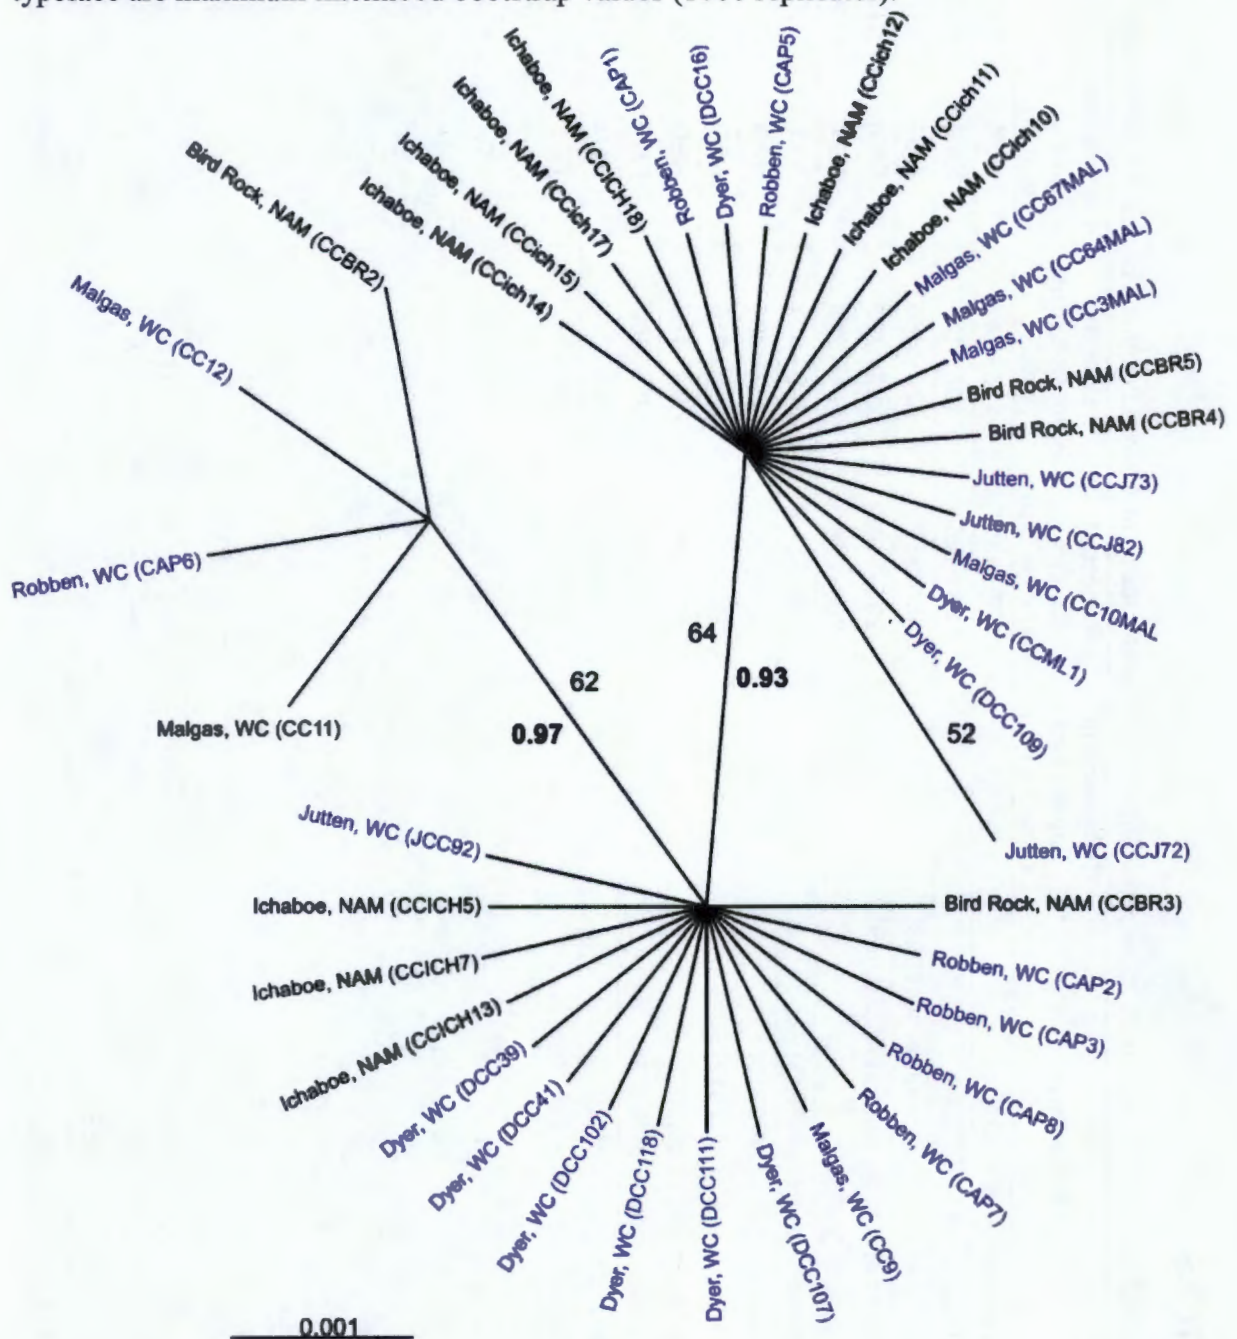 Ichaboe, NAM (CCich14)
Ichaboe, NAM (CCich15)
Ichaboe, NAM (CCich17)
Ichaboe, NAM (CCICH18)
Robben, WC (CAP1)
Dyer, WC (DCC16)
Robben, WC (CAP5)
Ichaboe, NAM (CCich12)
Ichaboe, NAM (CCich11)
Ichaboe, NAM (CCich10)
Malgas, WC (CC67MAL)
Malgas, WC (CC64MAL)
Malgas, WC (CC3MAL)
Bird Rock, NAM (CCBR5)
Bird Rock, NAM (CCBR4)
Jutten, WC (CCJ73)
Jutten, WC (CCJ82)
Malgas, WC (CC10MAL
Dyer, WC (CCML1)
Dyer, WC (DCC109)
Jutten, WC (CCJ72)
Bird Rock, NAM (CCBR2)
Malgas, WC (CC12)
Robben, WC (CAP6)
Malgas, WC (CC11)
64
0.93
62
0.97
52
Jutten, WC (JCC92)
Ichaboe, NAM (CCICH5)
Ichaboe, NAM (CCICH7)
Ichaboe, NAM (CCICH13)
Dyer, WC (DCC39)
Dyer, WC (DCC41)
Dyer, WC (DCC102)
Dyer, WC (DCC118)
Dyer, WC (DCC111)
Dyer, WC (DCC107)
Malgas, WC (CC9)
Robben, WC (CAP7)
Robben, WC (CAP8)
Robben, WC (CAP3)
Robben, WC (CAP2)
Bird Rock, NAM (CCBR3)
0.001